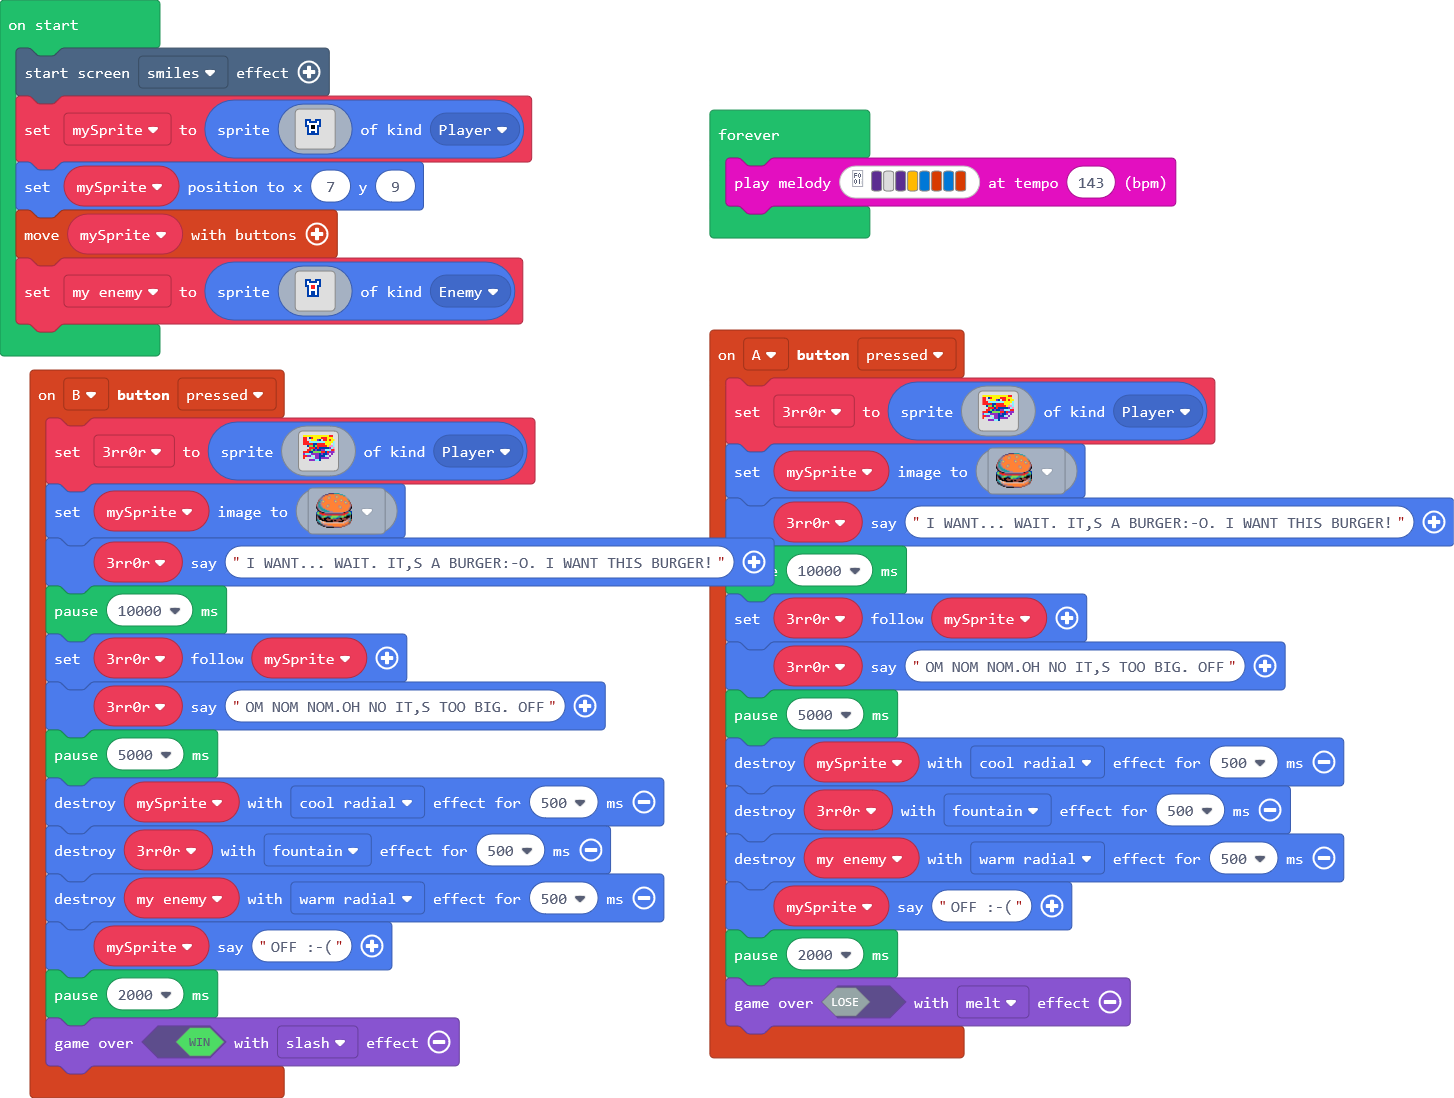 on start
start screen smiles effect
set mySprite to sprite of kind Player
set mySprite position to x 7 y 9
move mySprite with buttons
set my enemy to sprite of kind Enemy
forever
play melody at tempo 143 (bpm)
on B button pressed
set 3rr0r to sprite of kind Player
set mySprite image to
3rr0r say "I WANT... WAIT. IT,S A BURGER:-O. I WANT THIS BURGER!"
pause 10000 ms
set 3rr0r follow mySprite
3rr0r say "OM NOM NOM.OH NO IT,S TOO BIG. OFF"
pause 5000 ms
destroy mySprite with cool radial effect for 500 ms
destroy 3rr0r with fountain effect for 500 ms
destroy my enemy with warm radial effect for 500 ms
mySprite say "OFF :-("
pause 2000 ms
game over WIN with slash effect
on A button pressed
set 3rr0r to sprite of kind Player
set mySprite image to
3rr0r say "I WANT... WAIT. IT,S A BURGER:-O. I WANT THIS BURGER!"
10000 ms
set 3rr0r follow mySprite
3rr0r say "OM NOM NOM.OH NO IT,S TOO BIG. OFF"
pause 5000 ms
destroy mySprite with cool radial effect for 500 ms
destroy 3rr0r with fountain effect for 500 ms
destroy my enemy with warm radial effect for 500 ms
mySprite say "OFF :-("
pause 2000 ms
game over LOSE with melt effect